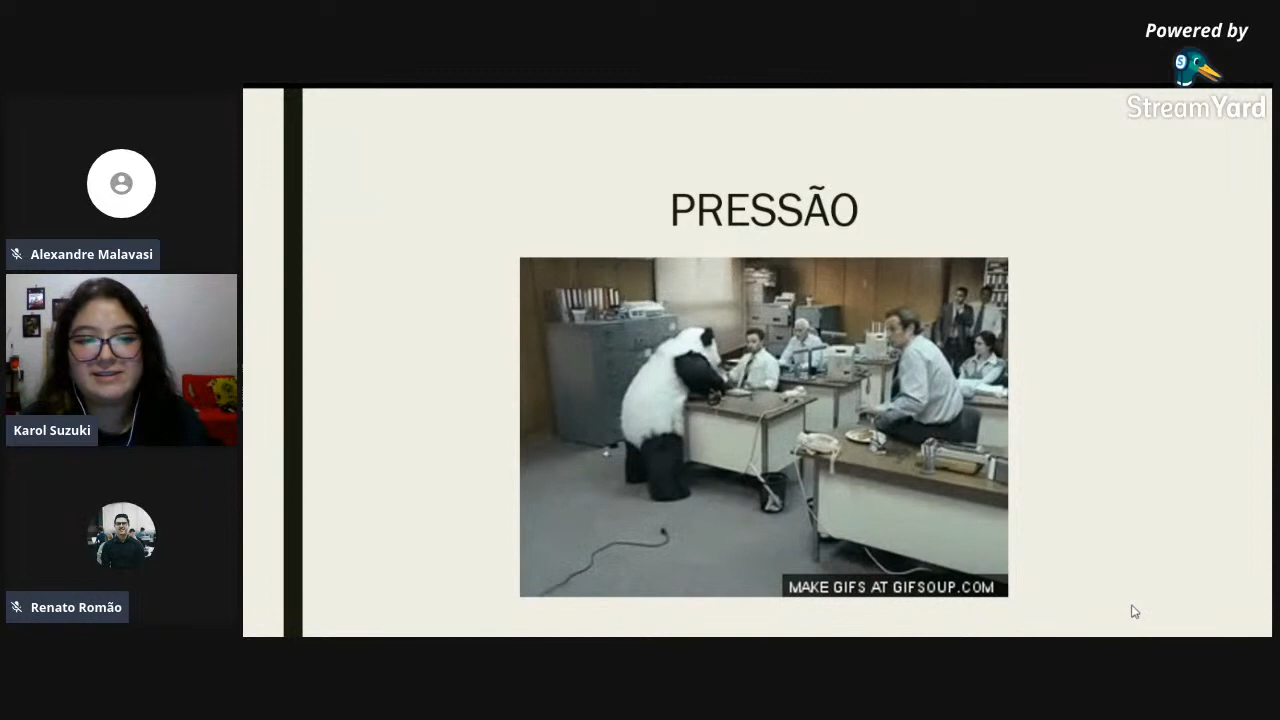 Powered by
StreamYard
Alexandre Malavasi
Karol Suzuki
Renato Romão
PRESSÃO
MAKE GIFS AT GIFSOUP.COM